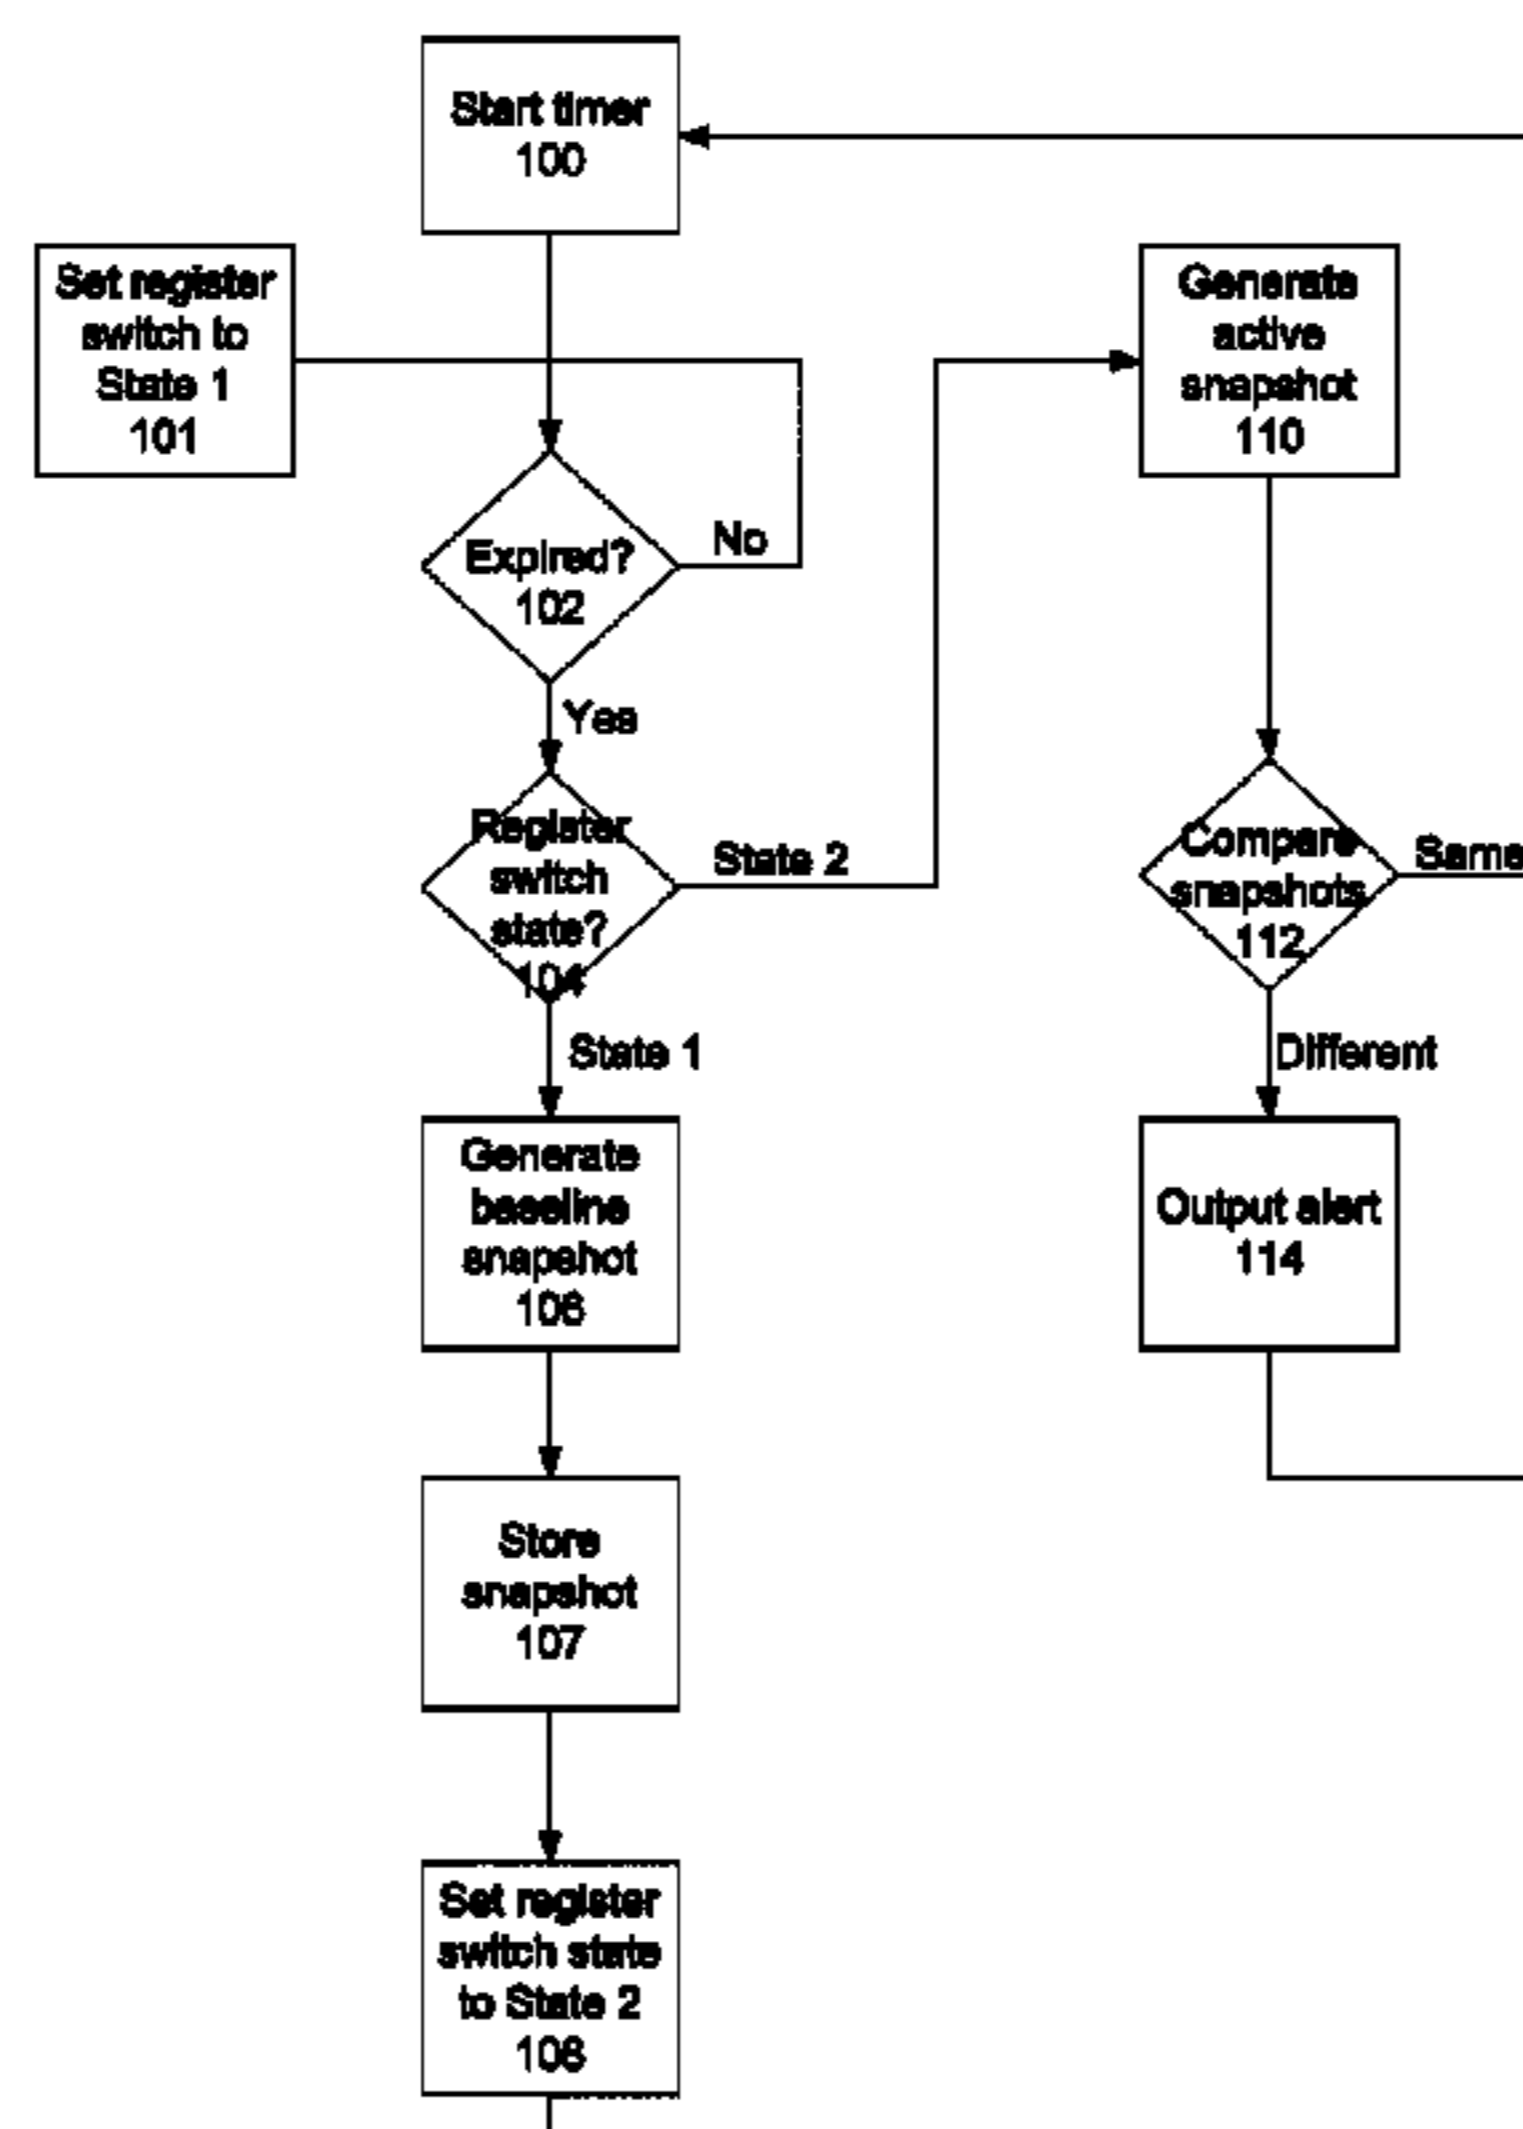 Start timer
100
Set register
switch to
State 1
101
Expired?
102
No
Yes
Register
switch
state?
104
State 2
State 1
Generate
baseline
snapshot
106
Store
snapshot
107
Set register
switch state
to State 2
108
Generate
active
snapshot
110
Compare
snapshots
112
Same
Different
Output alert
114